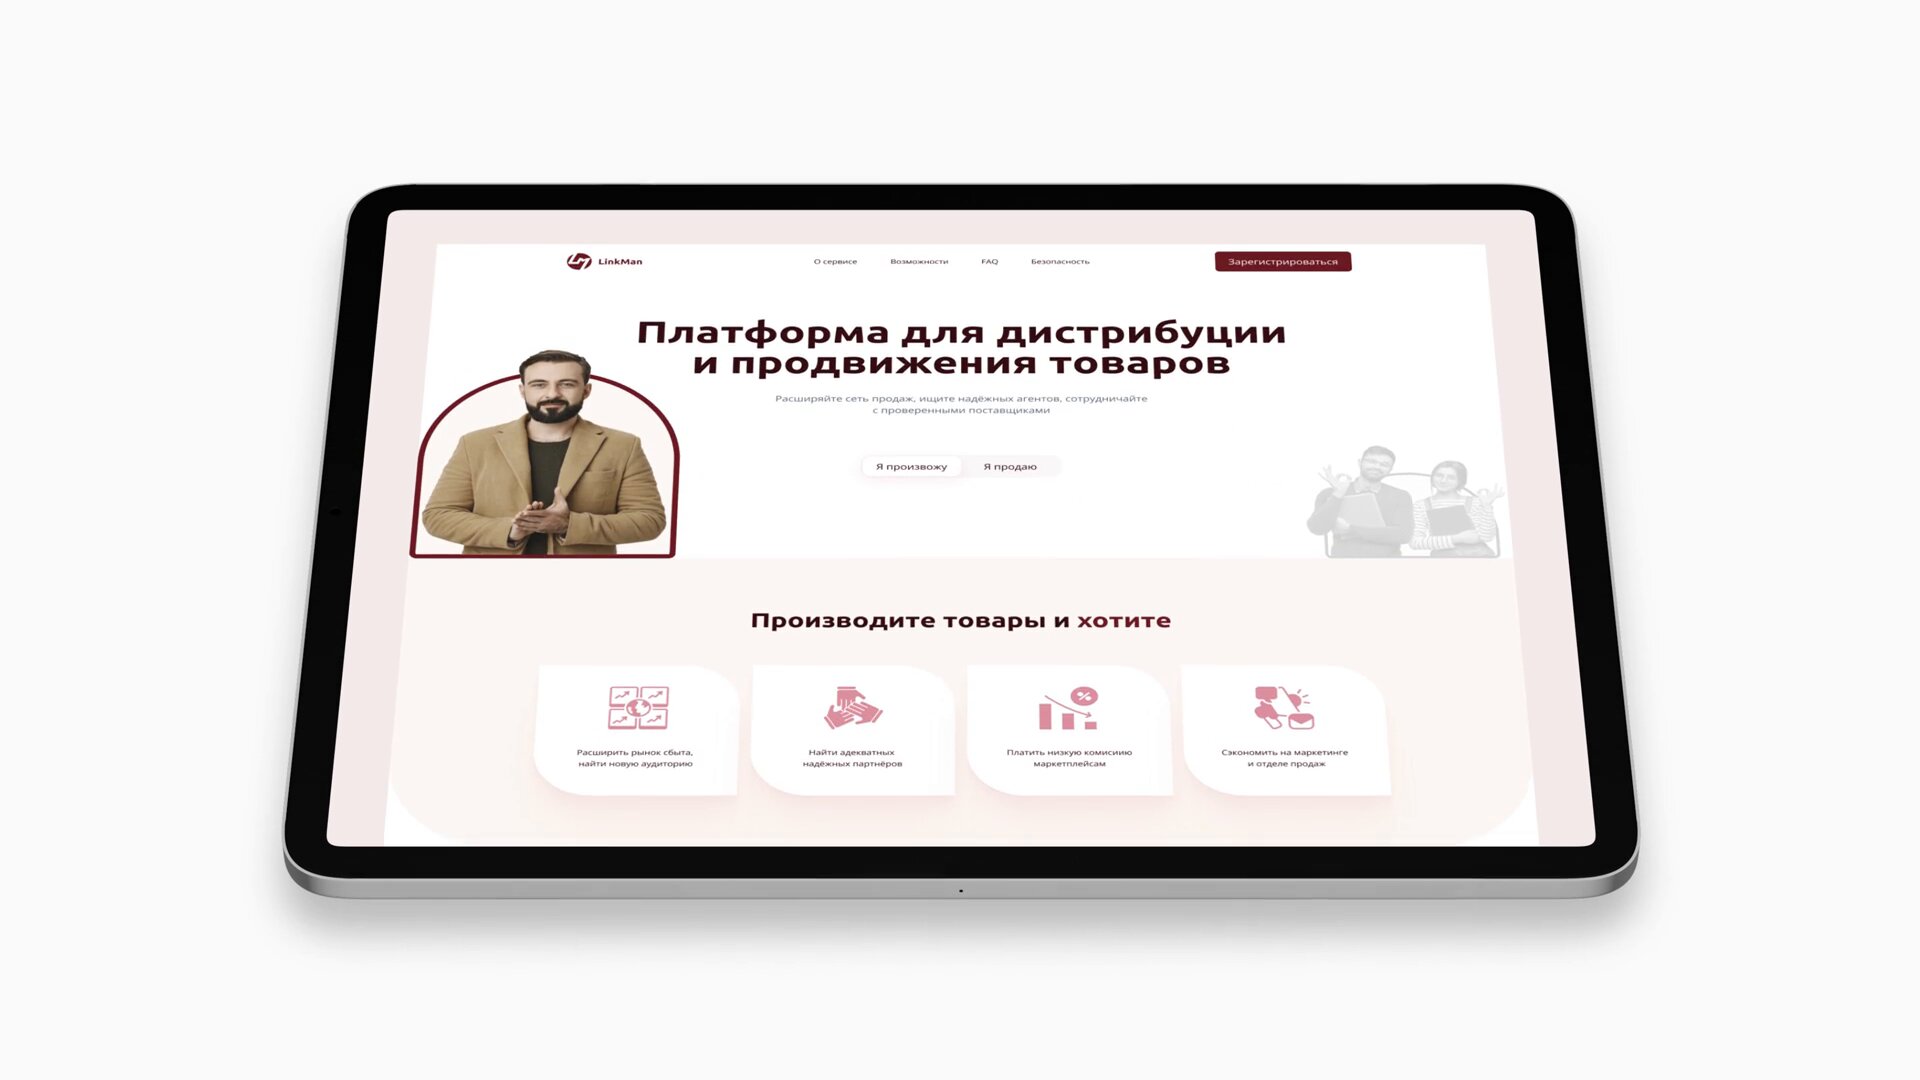 LinkMan
О сервисе
Возможности
FAQ
Безопасность
Зарегистрироваться
Платформа для дистрибуции
и продвижения товаров
Расширяйте сеть продаж, ищите надёжных агентов, сотрудничайте
с проверенными поставщиками
Я произвожу
Я продаю
Производите товары и хотите
Расширить рынок сбыта,
найти новую аудиторию
Найти адекватных
надёжных партнёров
Платить низкую комисиию
маркетплейсам
Сэкономить на маркетинге
и отделе продаж